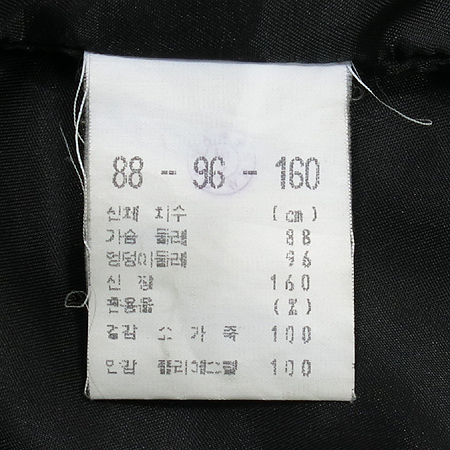 88 - 96 - 160
신체 치수 (cm)
가슴둘레 88
엉덩이둘레 96
신 장 160
혼용율 (%)
겉감 소 가 죽 100
안감 폴리에스텔 100